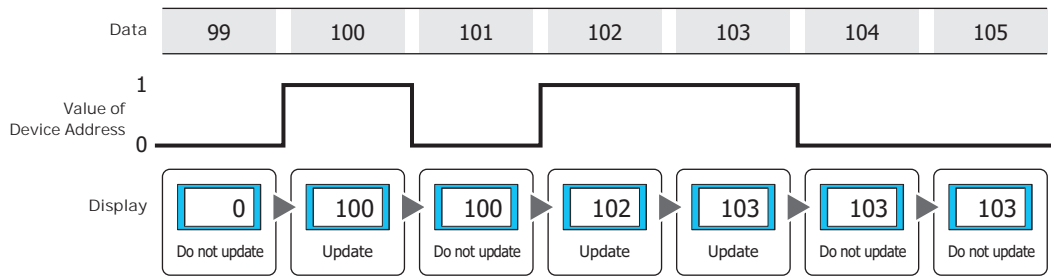 Data 99 100 101 102 103 104 105
1
Value of
Device Address
0
Display 0 100 100 102 103 103 103
Do not update Update Do not update Update Update Do not update Do not update